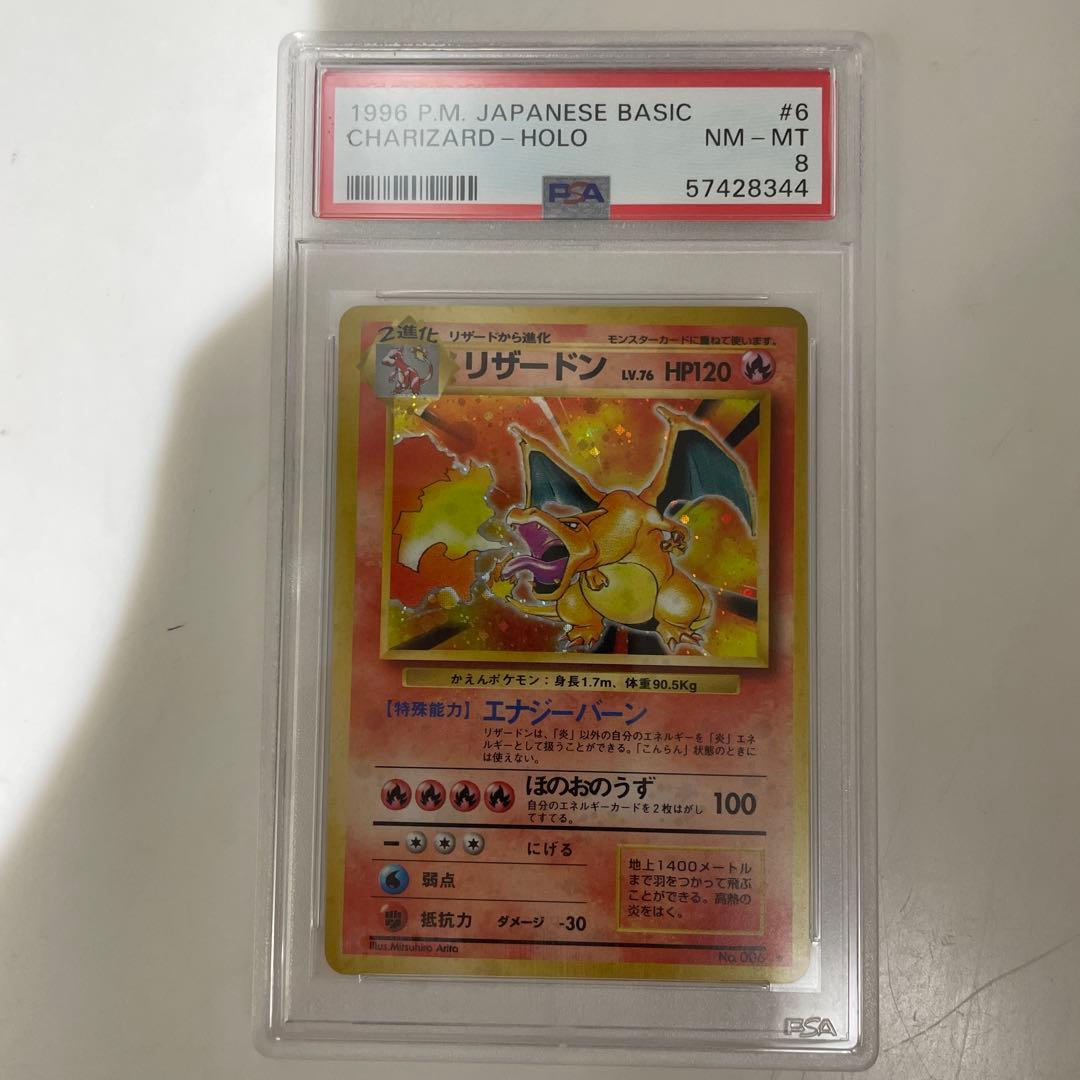 1996 P.M. JAPANESE BASIC #6
CHARIZARD - HOLO NM - MT
8
PSA 57428344
2進化 リザードから進化 モンスターカードに重ねて使います。
リザードン LV.76 HP120
かえんポケモン：身長1.7m、体重90.5Kg
【特殊能力】エナジーバーン
リザードンは、「炎」以外の自分のエネルギーを「炎」エネ
ルギーとして扱うことができる。「こんらん」状態のときに
は使えない。
ほのおのうず 100
自分のエネルギーカードを2枚はがし
てすてる。
にげる
弱点
抵抗力 ダメージ -30
地上1400メートル
まで羽をつかって飛ぶ
ことができる。高熱の
炎をはく。
Illus.Mitsuhiro Arita No.006
PSA